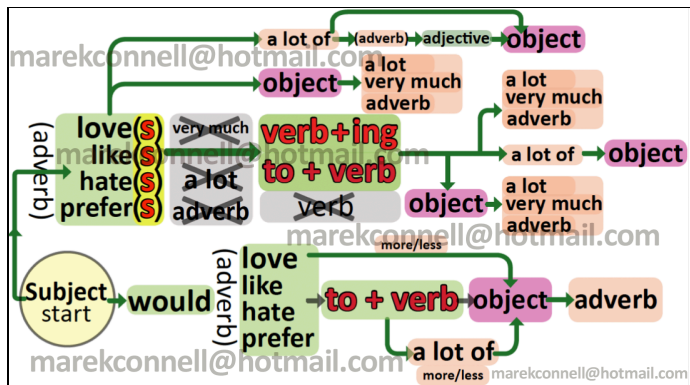 a lot of (adverb) adjective object
marekconnell@hotmail.com
object a lot
very much
adverb
(adverb)
love(s)
like(s)
hate(s)
prefer(s)
very much
a lot
adverb
verb+ing
to + verb
verb
marekconnell@hotmail.com
a lot
very much
adverb
a lot of object
object a lot
very much
adverb
marekconnell@hotmail.com
more/less
Subject
start
would
(adverb)
love
like
hate
prefer
to + verb object adverb
a lot of
more/less
marekconnell@hotmail.com
marekconnell@hotmail.com